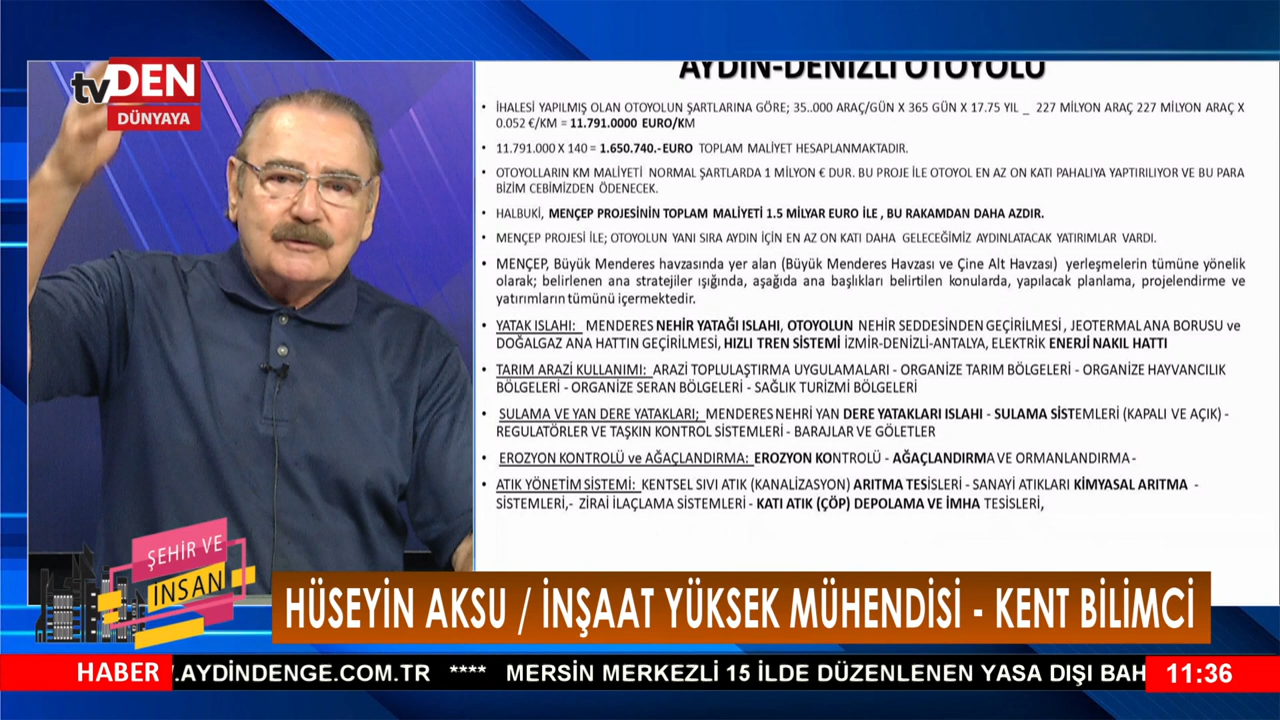 tvDEN
DÜNYAYA
AYDIN-DENİZLİ OTOYOLU
• İHALESİ YAPILMIŞ OLAN OTOYOLUN ŞARTLARINA GÖRE; 35..000 ARAÇ/GÜN X 365 GÜN X 17.75 YIL _ 227 MİLYON ARAÇ 227 MİLYON ARAÇ X
0.052 €/KM = 11.791.0000 EURO/KM
• 11.791.000 X 140 = 1.650.740.-EURO TOPLAM MALİYET HESAPLANMAKTADIR.
• OTOYOLLARIN KM MALİYETİ NORMAL ŞARTLARDA 1 MİLYON € DUR. BU PROJE İLE OTOYOL EN AZ ON KATI PAHALIYA YAPTIRILIYOR VE BU PARA
BİZİM CEBİMİZDEN ÖDENECEK.
• HALBUKİ, MENÇEP PROJESİNİN TOPLAM MALİYETİ 1.5 MİLYAR EURO İLE , BU RAKAMDAN DAHA AZDIR.
• MENÇEP PROJESİ İLE; OTOYOLUN YANI SIRA AYDIN İÇİN EN AZ ON KATI DAHA GELECEĞİMİZ AYDINLATACAK YATIRIMLAR VARDI.
• MENÇEP, Büyük Menderes havzasında yer alan (Büyük Menderes Havzası ve Çine Alt Havzası) yerleşmelerin tümüne yönelik
olarak; belirlenen ana stratejiler ışığında, aşağıda ana başlıkları belirtilen konularda, yapılacak planlama, projelendirme ve
yatırımların tümünü içermektedir.
• YATAK ISLAHI: MENDERES NEHİR YATAĞI ISLAHI, OTOYOLUN NEHİR SEDDESİNDEN GEÇİRİLMESİ , JEOTERMAL ANA BORUSU ve
DOĞALGAZ ANA HATTIN GEÇİRİLMESİ, HIZLI TREN SİSTEMİ İZMİR-DENİZLİ-ANTALYA, ELEKTRİK ENERJİ NAKIL HATTI
• TARIM ARAZİ KULLANIMI: ARAZİ TOPLULAŞTIRMA UYGULAMALARI - ORGANİZE TARIM BÖLGELERİ - ORGANİZE HAYVANCILIK
BÖLGELERİ - ORGANİZE SERAN BÖLGELERİ - SAĞLIK TURİZMİ BÖLGELERİ
• SULAMA VE YAN DERE YATAKLARI; MENDERES NEHRİ YAN DERE YATAKLARI ISLAHI - SULAMA SİSTEMLERİ (KAPALI VE AÇIK) -
REGULATÖRLER VE TAŞKIN KONTROL SİSTEMLERİ - BARAJLAR VE GÖLETLER
• EROZYON KONTROLÜ ve AĞAÇLANDIRMA: EROZYON KONTROLÜ - AĞAÇLANDIRMA VE ORMANLANDIRMA -
• ATIK YÖNETİM SİSTEMİ: KENTSEL SIVI ATIK (KANALİZASYON) ARITMA TESİSLERİ - SANAYİ ATIKLARI KİMYASAL ARITMA -
SİSTEMLERİ,- ZİRAİ İLAÇLAMA SİSTEMLERİ - KATI ATIK (ÇÖP) DEPOLAMA VE İMHA TESİSLERİ,
ŞEHİR VE
İNSAN
HÜSEYİN AKSU / İNŞAAT YÜKSEK MÜHENDİSİ - KENT BİLİMCİ
HABER .AYDINDENGE.COM.TR **** MERSİN MERKEZLİ 15 İLDE DÜZENLENEN YASA DIŞI BAH 11:36